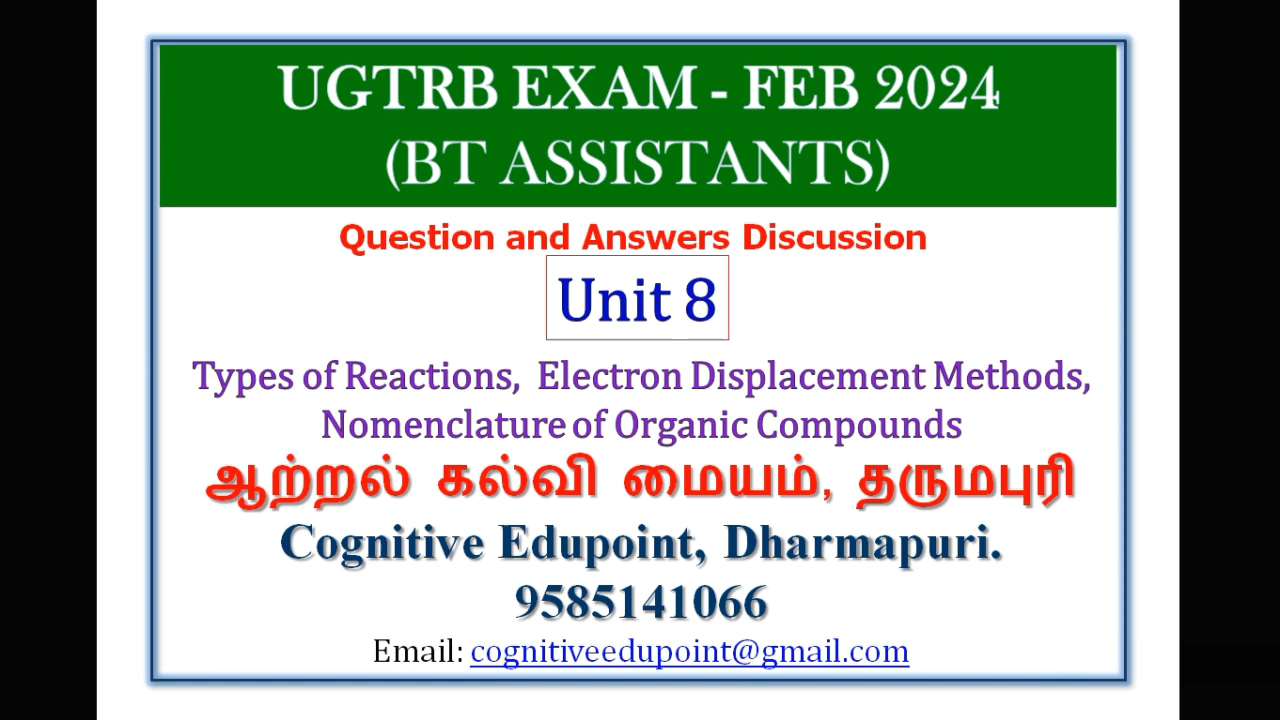 UGTRB EXAM - FEB 2024
(BT ASSISTANTS)
Question and Answers Discussion
Unit 8
Types of Reactions, Electron Displacement Methods,
Nomenclature of Organic Compounds
ஆற்றல் கல்வி மையம், தருமபுரி
Cognitive Edupoint, Dharmapuri.
9585141066
Email: cognitiveedupoint@gmail.com